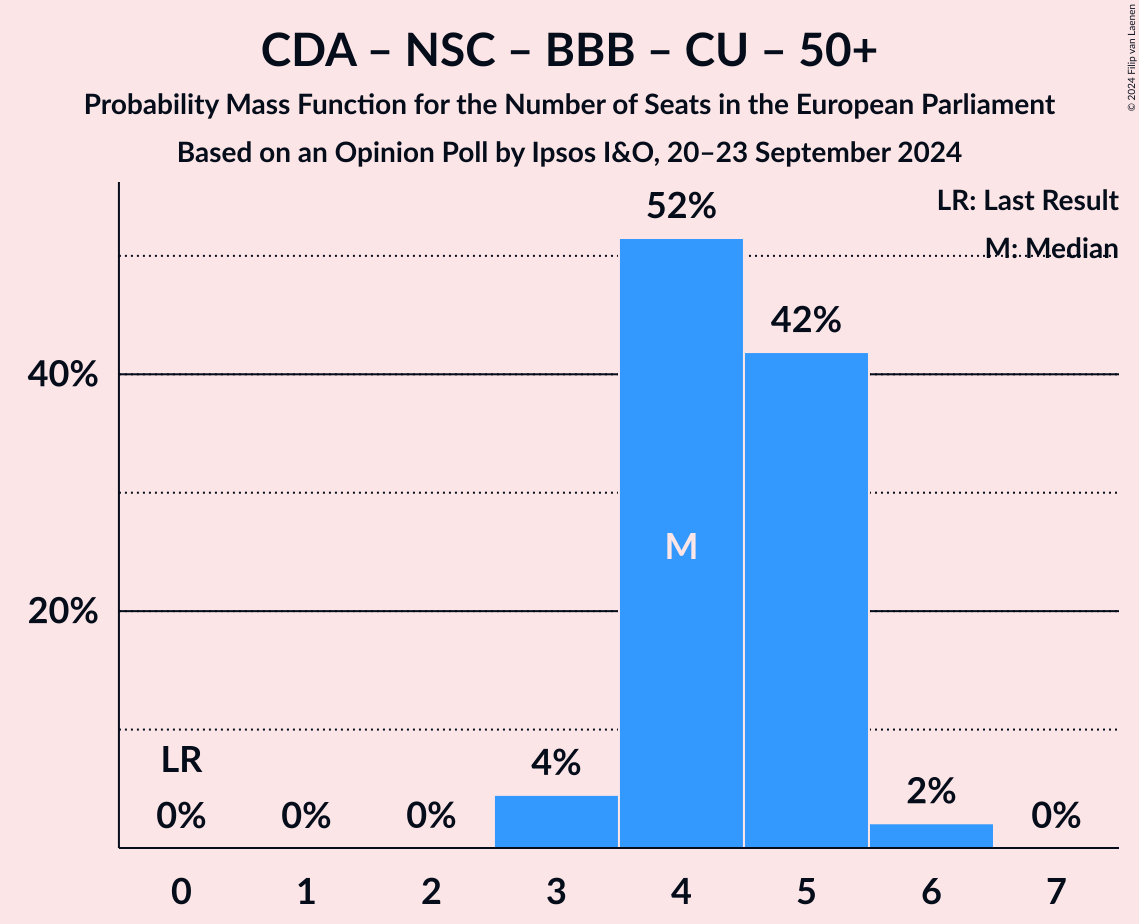 CDA – NSC – BBB – CU – 50+
Probability Mass Function for the Number of Seats in the European Parliament
Based on an Opinion Poll by Ipsos I&O, 20–23 September 2024
© 2024 Filip van Laenen
LR: Last Result
M: Median
52%
42%
40%
M
20%
LR
4%
2%
0% 0% 0% 0%
0 1 2 3 4 5 6 7